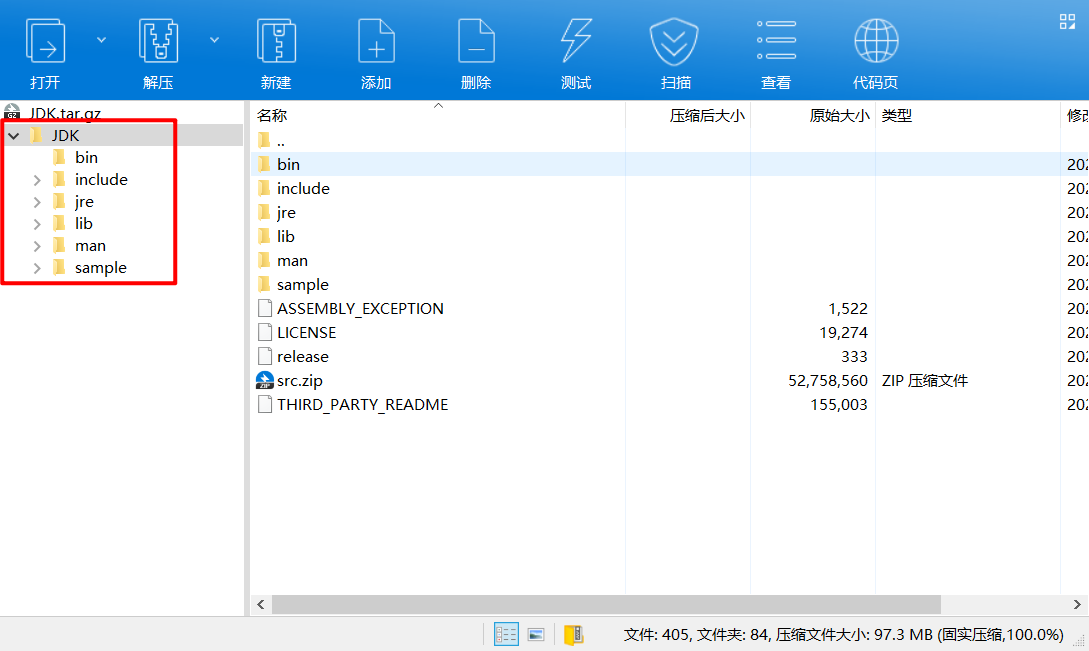 打开 解压 新建 添加 删除 测试 扫描 查看 代码页
JDK.tar.gz
JDK
bin
include
jre
lib
man
sample
名称 压缩后大小 原始大小 类型 修改
..
bin 202
include 202
jre 202
lib 202
man 202
sample 202
ASSEMBLY_EXCEPTION 1,522 202
LICENSE 19,274 202
release 333 202
src.zip 52,758,560 ZIP 压缩文件 202
THIRD_PARTY_README 155,003 202
文件: 405, 文件夹: 84, 压缩文件大小: 97.3 MB (固实压缩,100.0%)